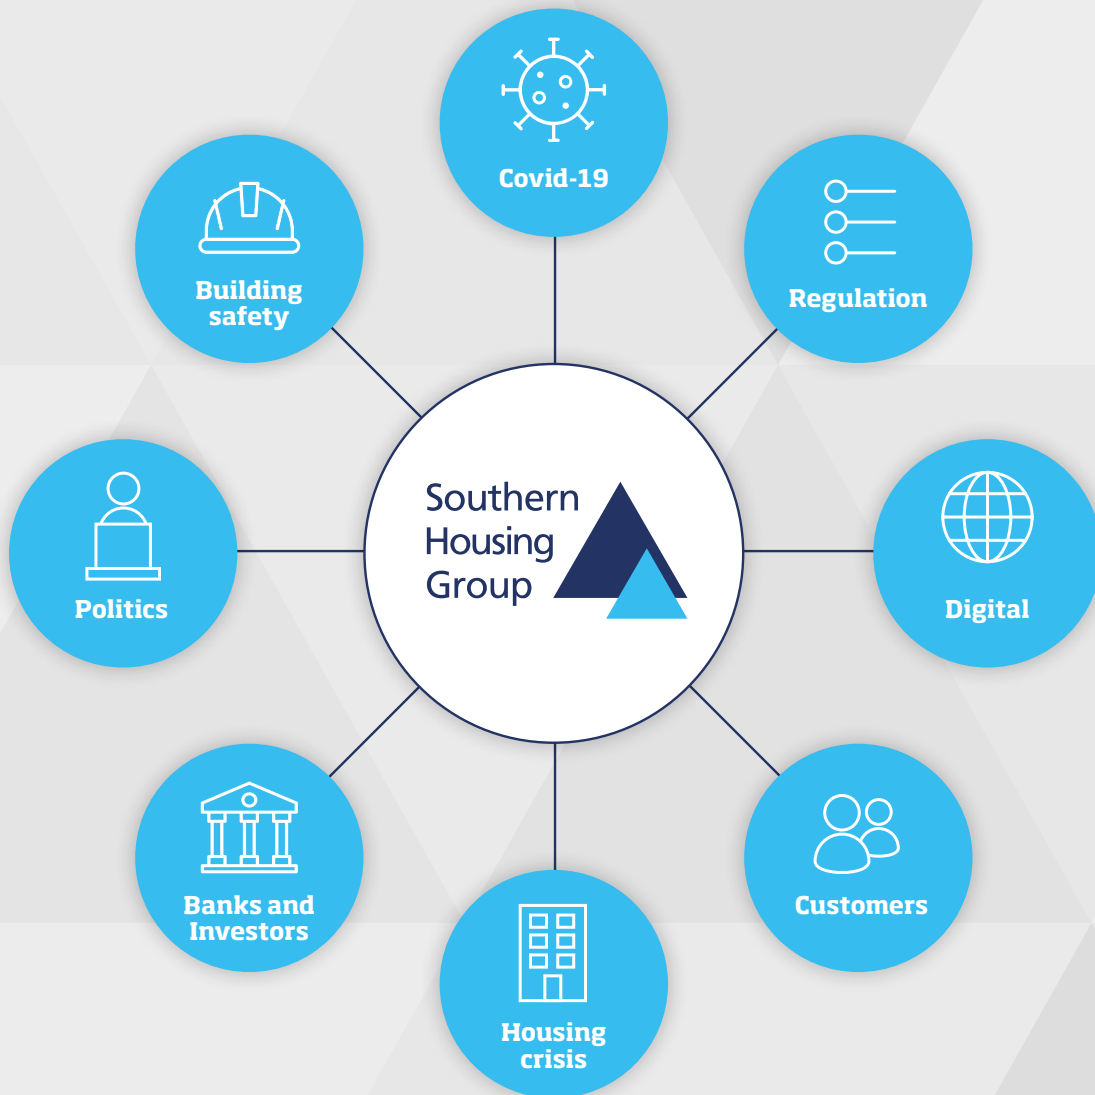 Covid-19
Building
safety
Regulation
Southern
Housing
Group
Politics
Digital
Banks and
Investors
Customers
Housing
crisis